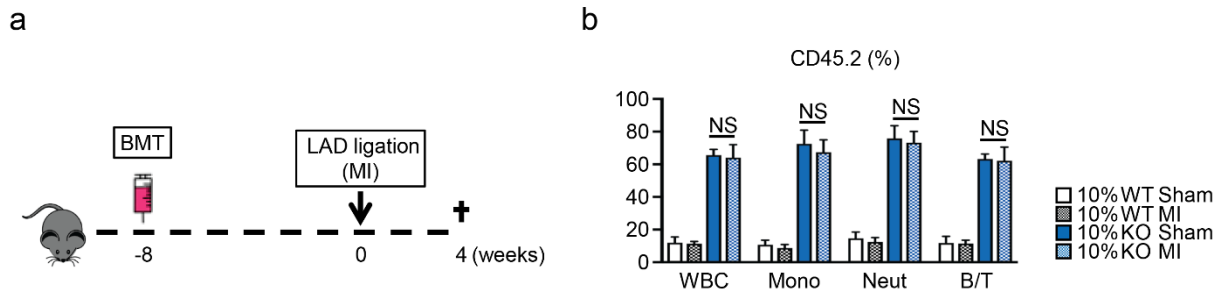 a
BMT
LAD ligation
(MI)
-8
0
4 (weeks)
b
CD45.2 (%)
100
80
60
40
20
0
NS
NS
NS
NS
WBC
Mono
Neut
B/T
10% WT Sham
10% WT MI
10% KO Sham
10% KO MI